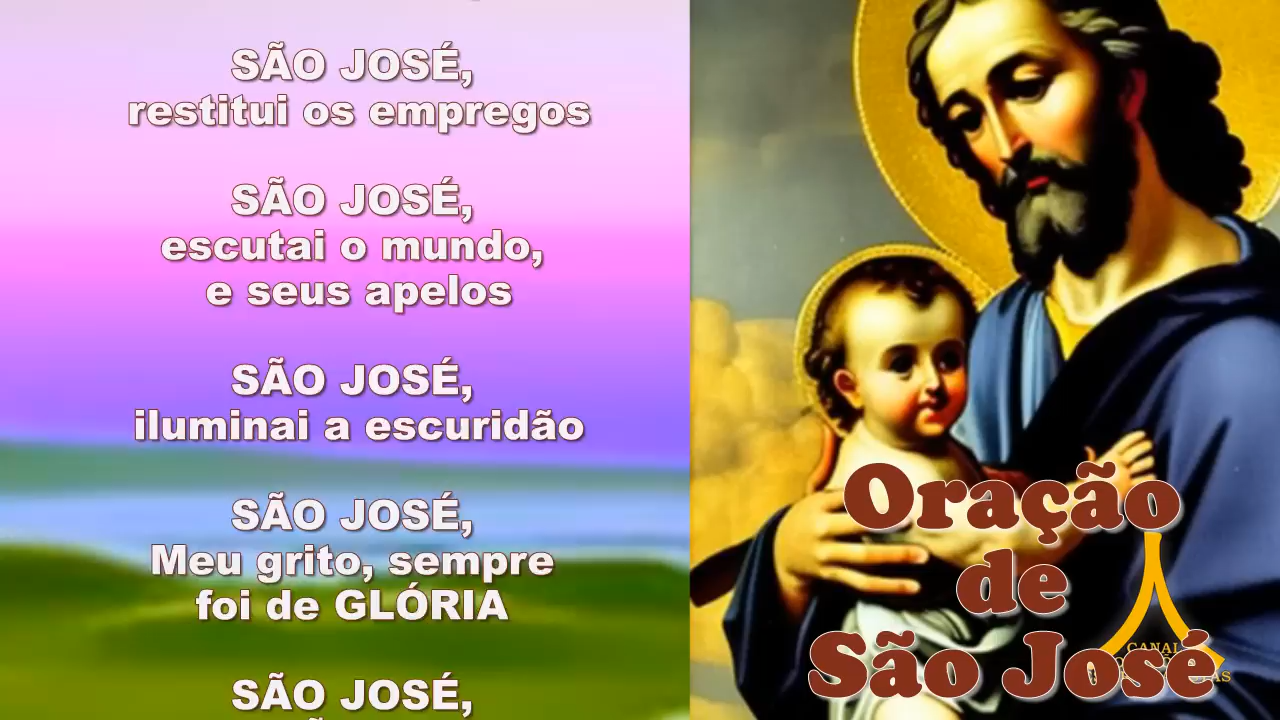 SÃO JOSÉ,
restitui os empregos
SÃO JOSÉ,
escutai o mundo,
e seus apelos
SÃO JOSÉ,
iluminai a escuridão
SÃO JOSÉ,
Meu grito, sempre
foi de GLÓRIA
SÃO JOSÉ,
Oração
de
São José
CANAL